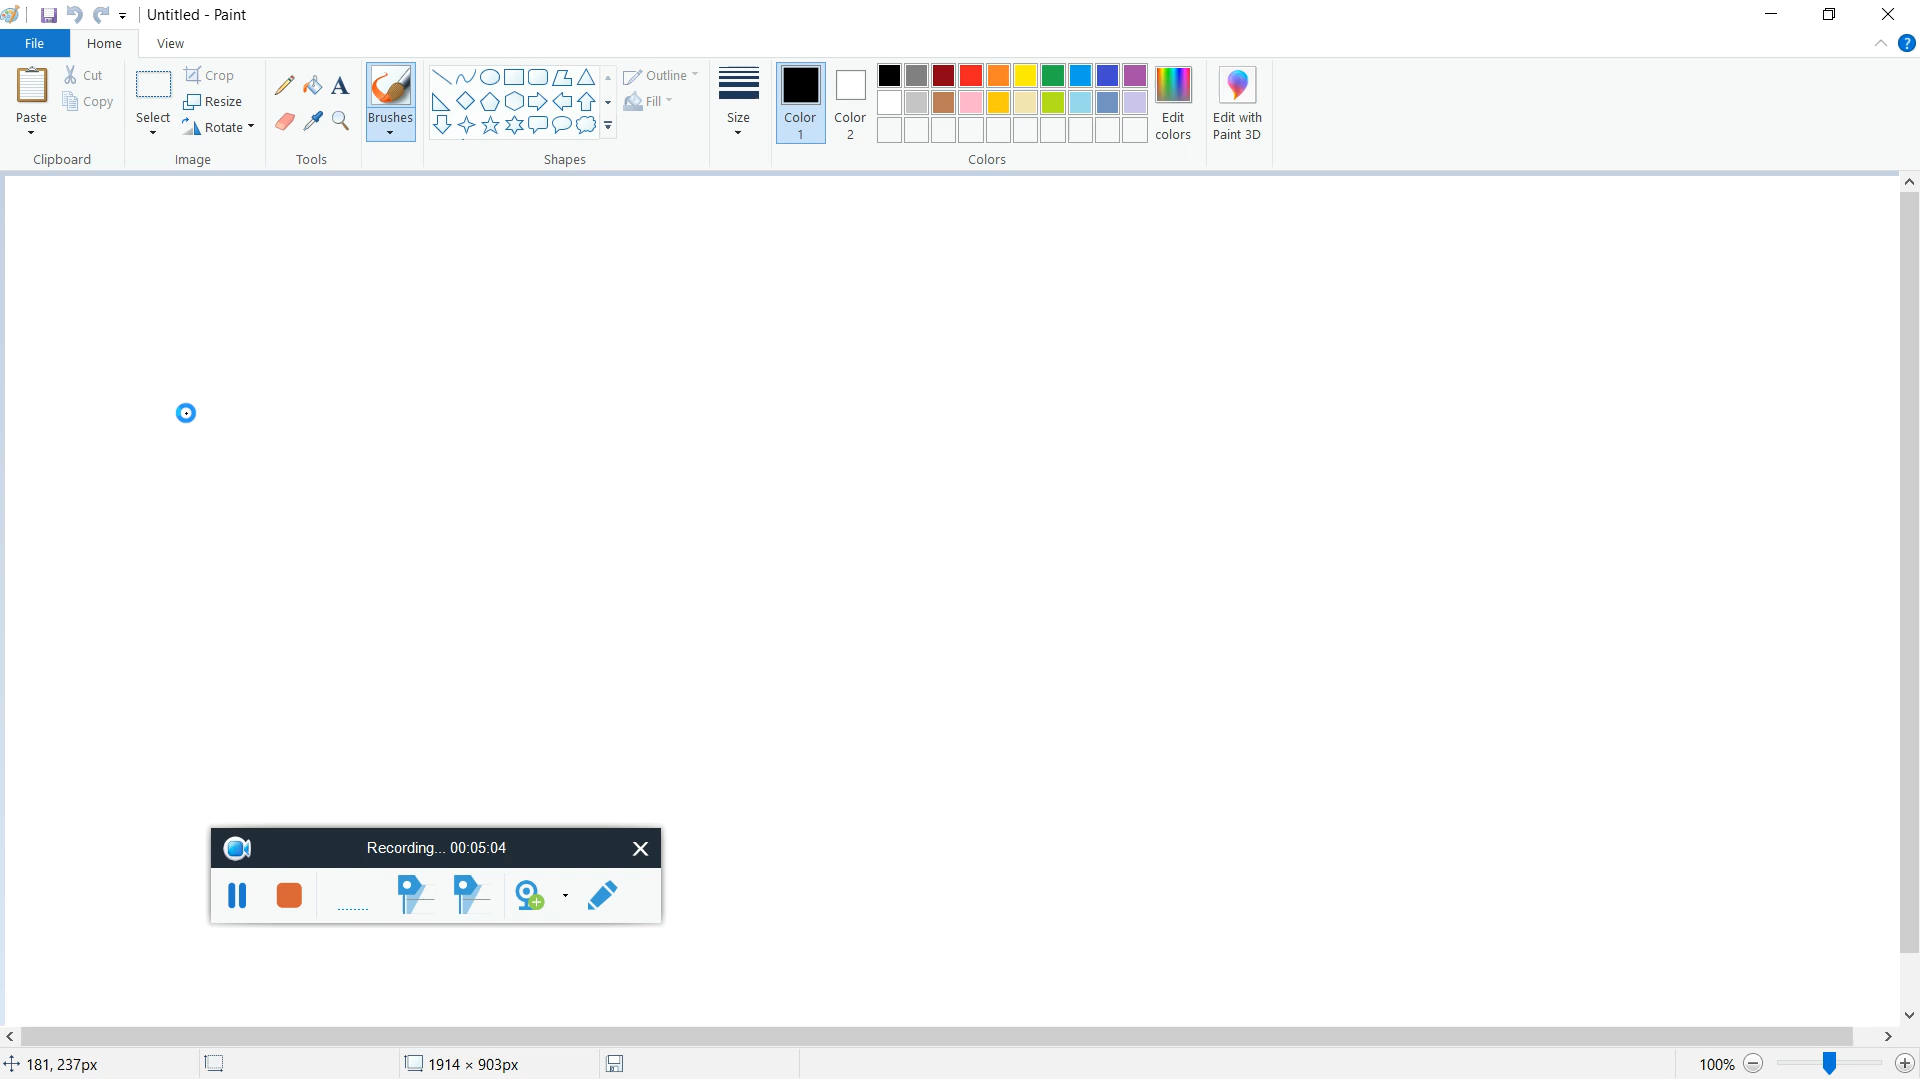 Untitled - Paint
File Home View
Paste
Cut
Copy
Clipboard
Select
Crop
Resize
Rotate
Image
A
Tools
Brushes
Shapes
Outline
Fill
Size
Color
1
Color
2
Colors
Edit
colors
Edit with
Paint 3D
?
Recording... 00:05:04
181, 237px
1914 × 903px
100%